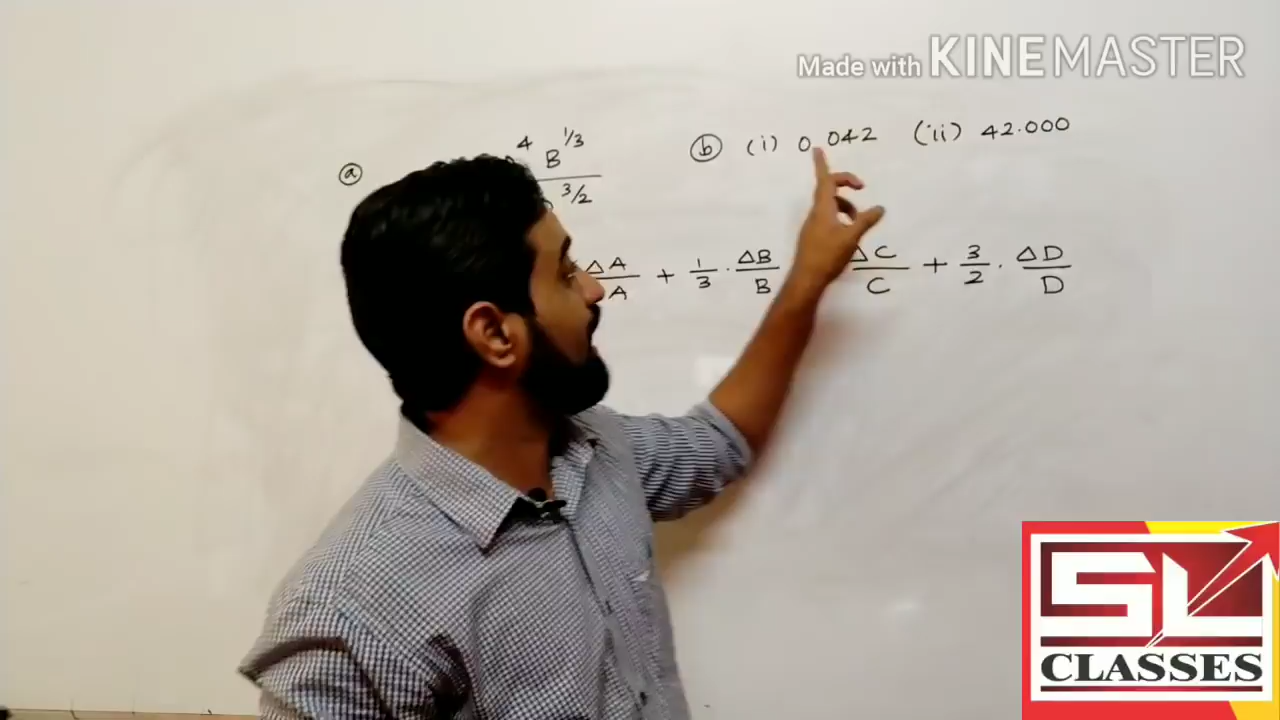 Made with KINEMASTER
ⓐ 4 B^1/3
3/2
ⓑ (i) 0.042 (ii) 42.000
ΔA/A + 1/3 · ΔB/B ΔC/C + 3/2 · ΔD/D
SL
CLASSES